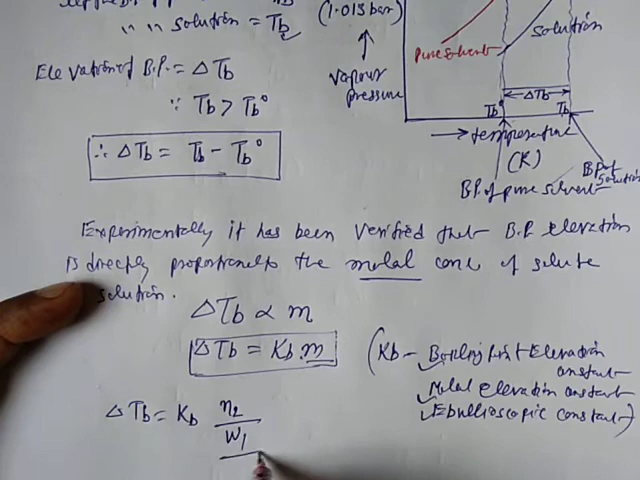 " " solution = Tb
(1.013 bar)
vapour
pressure
pure solvent
solution
Elevation of B.P. = ΔTb
∵ Tb > Tb°
∴ ΔTb = Tb - Tb°
ΔTb
Tb°
Tb
temperature
(K)
B.P. of pure solvent
B.P. of
solution
Experimentally it has been verified that B.P. elevation
is directly proportional to the molal conc of solute
solution.
ΔTb ∝ m
ΔTb = Kb.m
(Kb - Boiling Point Elevation
constant
Molal elevation constant
Ebullioscopic constant)
ΔTb = Kb n2
W1